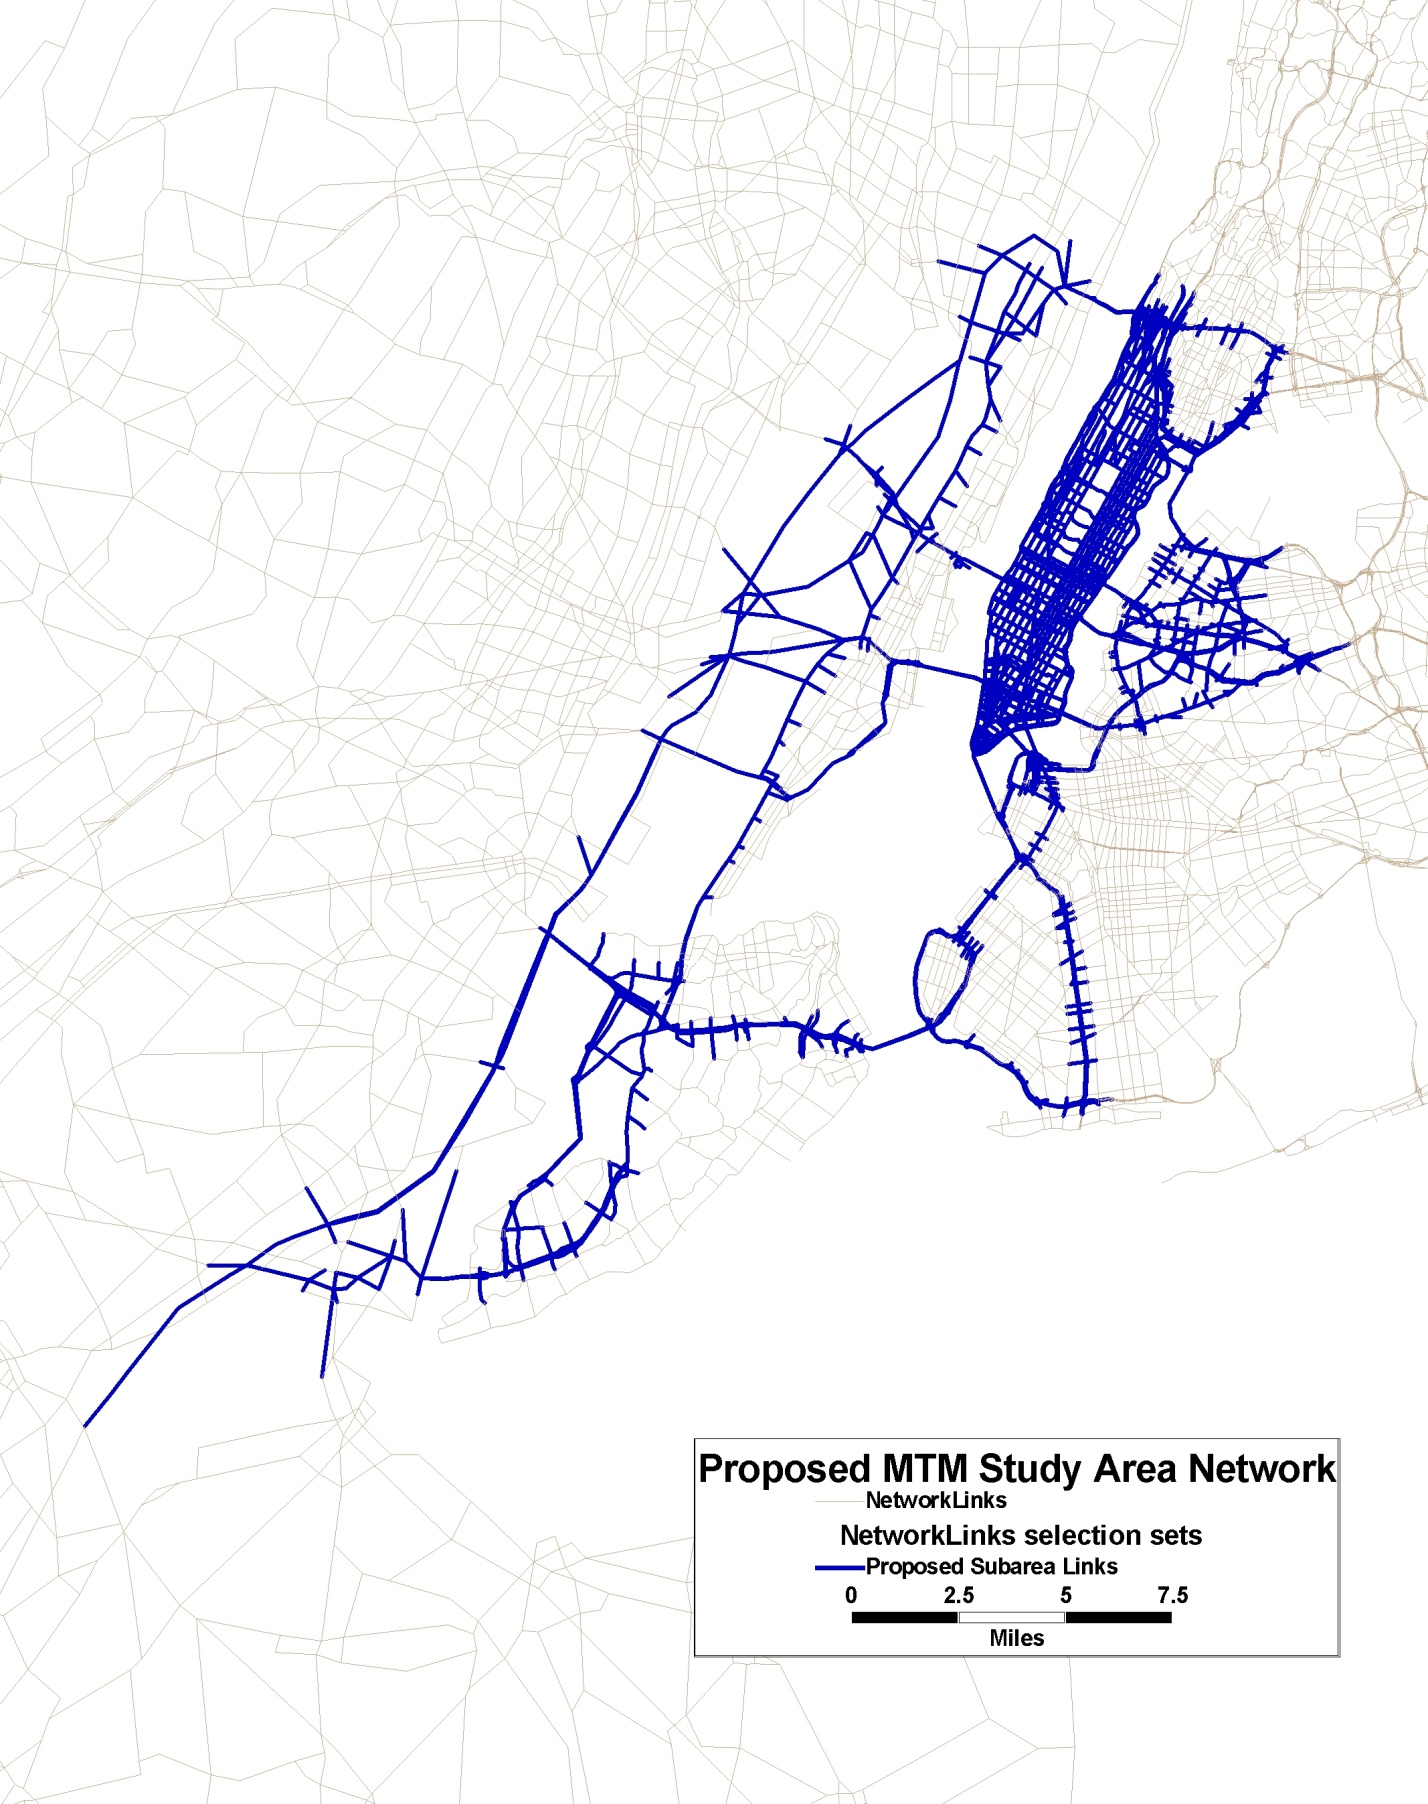 Proposed MTM Study Area Network
NetworkLinks
NetworkLinks selection sets
Proposed Subarea Links
0 2.5 5 7.5
Miles